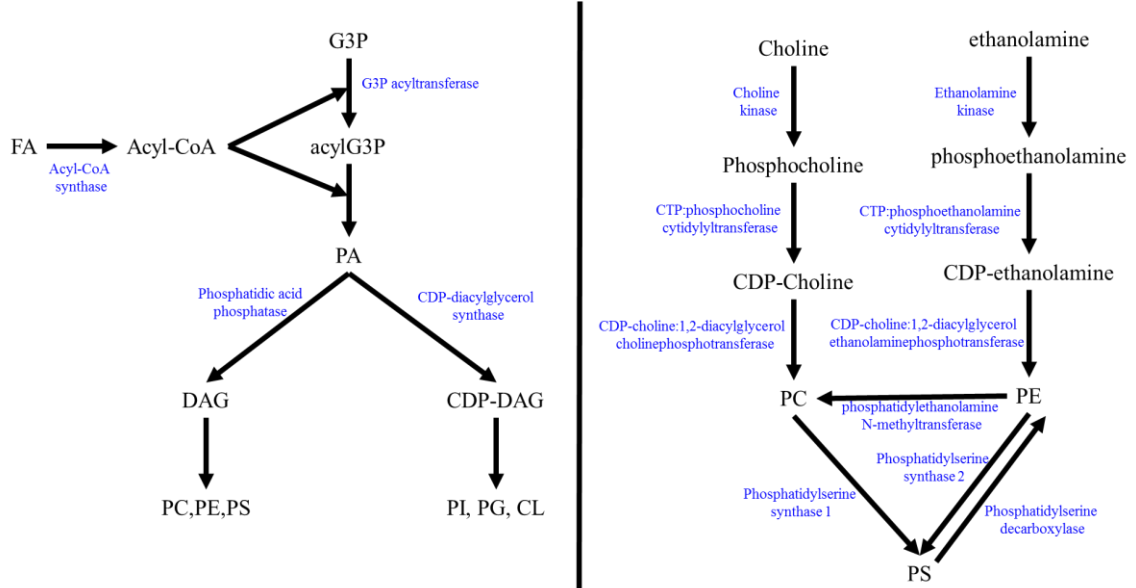 G3P
G3P acyltransferase
FA
Acyl-CoA
acylG3P
Acyl-CoA
synthase
PA
Phosphatidic acid
phosphatase
CDP-diacylglycerol
synthase
DAG
CDP-DAG
PC,PE,PS
PI, PG, CL
Choline
ethanolamine
Choline
kinase
Ethanolamine
kinase
Phosphocholine
phosphoethanolamine
CTP:phosphocholine
cytidylyltransferase
CTP:phosphoethanolamine
cytidylyltransferase
CDP-Choline
CDP-ethanolamine
CDP-choline:1,2-diacylglycerol
cholinephosphotransferase
CDP-choline:1,2-diacylglycerol
ethanolaminephosphotransferase
PC
PE
phosphatidylethanolamine
N-methyltransferase
Phosphatidylserine
synthase 2
Phosphatidylserine
synthase 1
Phosphatidylserine
decarboxylase
PS